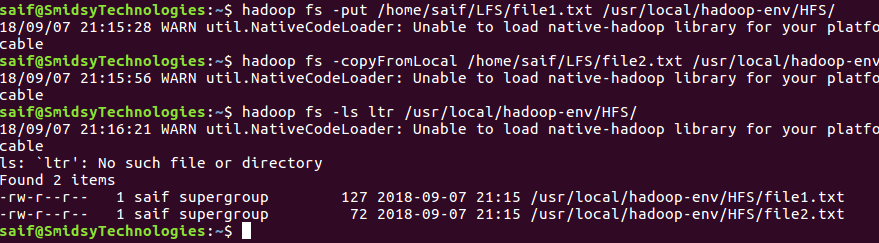 saif@SmidsyTechnologies:~$ hadoop fs -put /home/saif/LFS/file1.txt /usr/local/hadoop-env/HFS/
18/09/07 21:15:28 WARN util.NativeCodeLoader: Unable to load native-hadoop library for your platfo
cable
saif@SmidsyTechnologies:~$ hadoop fs -copyFromLocal /home/saif/LFS/file2.txt /usr/local/hadoop-env
18/09/07 21:15:56 WARN util.NativeCodeLoader: Unable to load native-hadoop library for your platfo
cable
saif@SmidsyTechnologies:~$ hadoop fs -ls ltr /usr/local/hadoop-env/HFS/
18/09/07 21:16:21 WARN util.NativeCodeLoader: Unable to load native-hadoop library for your platfo
cable
ls: `ltr': No such file or directory
Found 2 items
-rw-r--r--   1 saif supergroup        127 2018-09-07 21:15 /usr/local/hadoop-env/HFS/file1.txt
-rw-r--r--   1 saif supergroup         72 2018-09-07 21:15 /usr/local/hadoop-env/HFS/file2.txt
saif@SmidsyTechnologies:~$